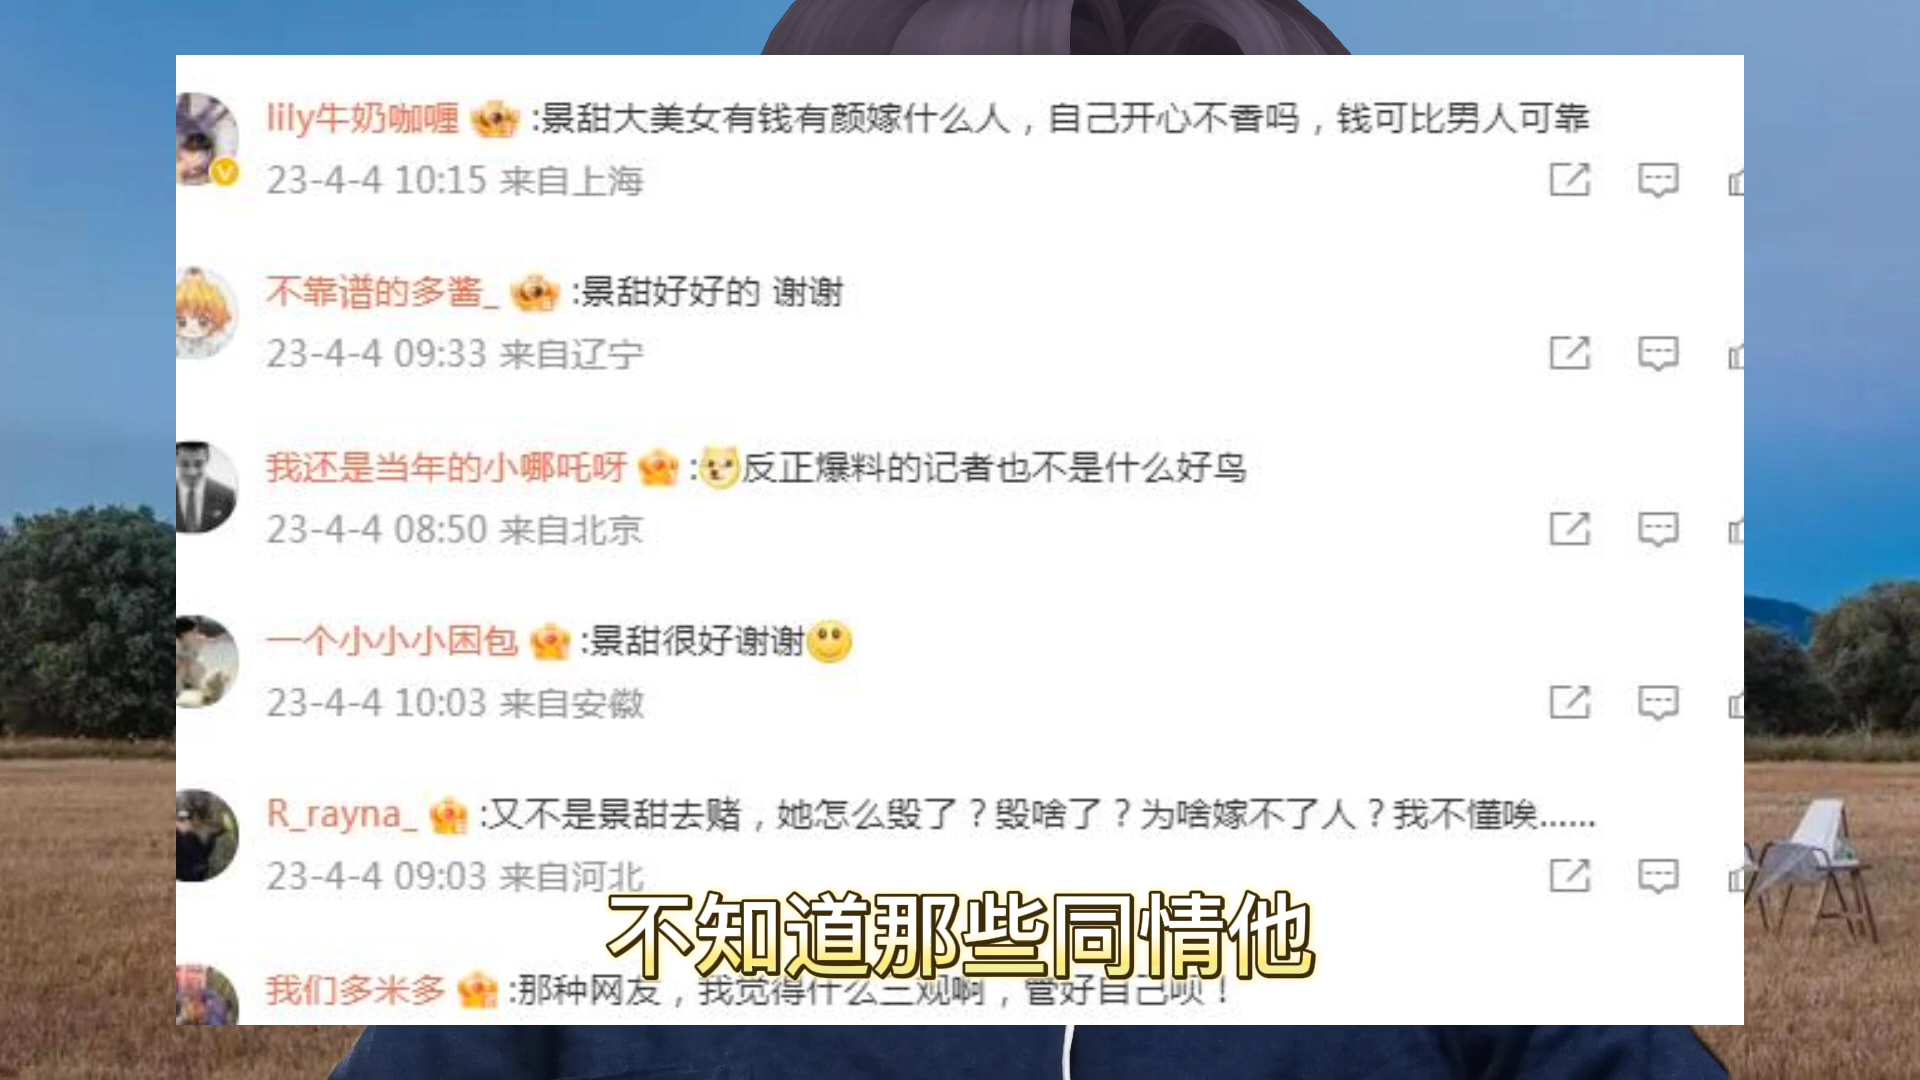 lily牛奶咖喱:景甜大美女有钱有颜嫁什么人，自己开心不香吗，钱可比男人可靠
23-4-4 10:15 来自上海
不靠谱的多酱_:景甜好好的 谢谢
23-4-4 09:33 来自辽宁
我还是当年的小哪吒呀:反正爆料的记者也不是什么好鸟
23-4-4 08:50 来自北京
一个小小小困包:景甜很好谢谢
23-4-4 10:03 来自安徽
R_rayna_:又不是景甜去赌，她怎么毁了？毁啥了？为啥嫁不了人？我不懂唉......
23-4-4 09:03 来自河北
不知道那些同情他
我们多米多:那种网友，我觉得什么三观啊，管好自己呗！